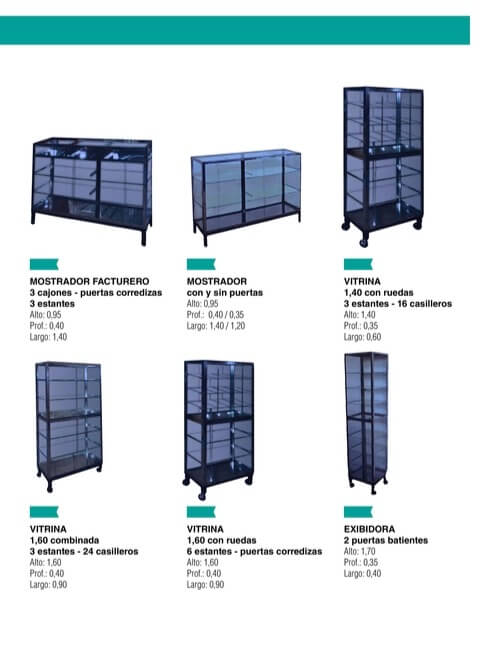 MOSTRADOR FACTURERO
3 cajones - puertas corredizas
3 estantes
Alto: 0,95
Prof.: 0,40
Largo: 1,40
MOSTRADOR
con y sin puertas
Alto: 0,95
Prof.: 0,40 / 0,35
Largo: 1,40 / 1,20
VITRINA
1,40 con ruedas
3 estantes - 16 casilleros
Alto: 1,40
Prof.: 0,35
Largo: 0,60
VITRINA
1,60 combinada
3 estantes - 24 casilleros
Alto: 1,60
Prof.: 0,40
Largo: 0,90
VITRINA
1,60 con ruedas
6 estantes - puertas corredizas
Alto: 1,60
Prof.: 0,40
Largo: 0,90
EXIBIDORA
2 puertas batientes
Alto: 1,70
Prof.: 0,35
Largo: 0,40